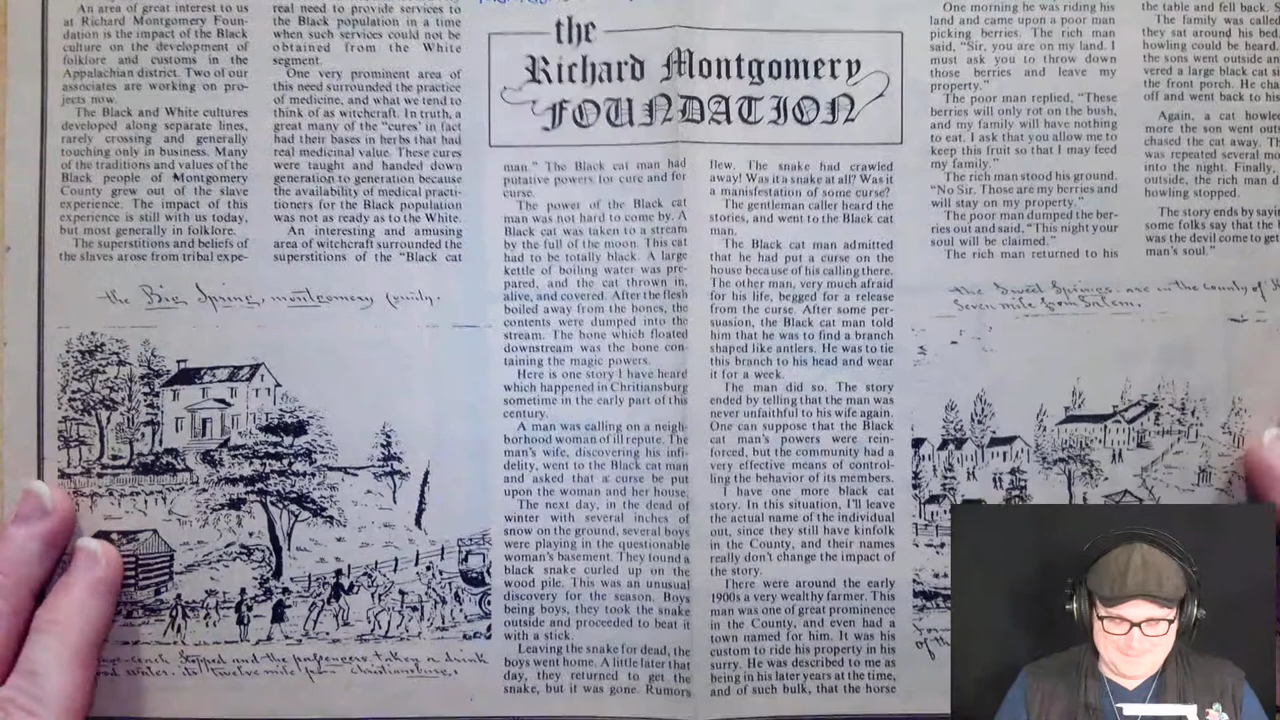 An area of great interest to us
at Richard Montgomery Foun-
dation is the impact of the Black
culture on the development of
folklore and customs in the
Appalachian district. Two of our
associates are working on pro-
jects now.
The Black and White cultures
developed along separate lines,
rarely crossing and generally
touching only in business. Many
of the traditions and values of the
Black people of Montgomery
County grew out of the slave
experience. The impact of this
experience is still with us today,
but most generally in folklore.
The superstitions and beliefs of
the slaves arose from tribal expe-
real need to provide services to
the Black population in a time
when such services could not be
obtained from the White
segment.
One very prominent area of
this need surrounded the practice
of medicine, and what we tend to
think of as witchcraft. In truth, a
great many of the "cures' in fact
had their bases in herbs that had
real medicinal value. These cures
were taught and handed down
generation to generation because
the availability of medical practi-
tioners for the Black population
was not as ready as to the White.
An interesting and amusing
area of witchcraft surrounded the
superstitions of the "Black cat
the
Richard Montgomery
FOUNDATION
man." The Black cat man had
putative powers for cure and for
curse.
The power of the Black cat
man was not hard to come by. A
Black cat was taken to a stream
by the full of the moon. This cat
had to be totally black. A large
kettle of boiling water was pre-
pared, and the cat thrown in,
alive, and covered. After the flesh
boiled away from the bones, the
contents were dumped into the
stream. The bone which floated
downstream was the bone con-
taining the magic powers.
Here is one story I have heard
which happened in Chritiansburg
sometime in the early part of this
century.
A man was calling on a neigh-
borhood woman of ill repute. The
man's wife, discovering his infi-
delity, went to the Black cat man
and asked that a curse be put
upon the woman and her house.
The next day, in the dead of
winter with several inches of
snow on the ground, several boys
were playing in the questionable
woman's basement. They found a
black snake curled up on the
wood pile. This was an unusual
discovery for the season. Boys
being boys, they took the snake
outside and proceeded to beat it
with a stick.
Leaving the snake for dead, the
boys went home. A little later that
day, they returned to get the
snake, but it was gone. Rumors
flew. The snake had crawled
away! Was it a snake at all? Was it
a manisfestation of some curse?
The gentleman caller heard the
stories, and went to the Black cat
man.
The Black cat man admitted
that he had put a curse on the
house because of his calling there.
The other man, very much afraid
for his life, begged for a release
from the curse. After some per-
suasion, the Black cat man told
him that he was to find a branch
shaped like antlers. He was to tie
this branch to his head and wear
it for a week.
The man did so. The story
ended by telling that the man was
never unfaithful to his wife again.
One can suppose that the Black
cat man's powers were rein-
forced, but the community had a
very effective means of control-
ling the behavior of its members.
I have one more black cat
story. In this situation, I'll leave
the actual name of the individual
out, since they still have kinfolk
in the County, and their names
really don't change the impact of
the story.
There were around the early
1900s a very wealthy farmer. This
man was one of great prominence
in the County, and even had a
town named for him. It was his
custom to ride his property in his
surry. He was described to me as
being in his later years at the time,
and of such bulk, that the horse
One morning he was riding his
land and came upon a poor man
picking berries. The rich man
said, "Sir, you are on my land. I
must ask you to throw down
those berries and leave my
property."
The poor man replied, "These
berries will only rot on the bush,
and my family will have nothing
to eat. I ask that you allow me to
keep this fruit so that I may feed
my family."
The rich man stood his ground.
"No Sir. Those are my berries and
will stay on my property."
The poor man dumped the ber-
ries out and said, "This night your
soul will be claimed."
The rich man returned to his
the table and fell back. S
The family was called
they sat around his bed
howling could be heard.
the sons went outside an
vered a large black cat si
the front porch. He cha
off and went back to his
Again, a cat howle
more the son went outs
chased the cat away. Th
was repeated several mo
into the night. Finally,
outside, the rich man d
howling stopped.
The story ends by sayi
some folks say that the
was the devil come to get
man's soul."
the Big Spring, montgomery County.
the Sweet Springs. are in the County of
Seven mile from Salem.
Stopped and the passengers taking a drink
water. its twelve mile from Christiansburg.